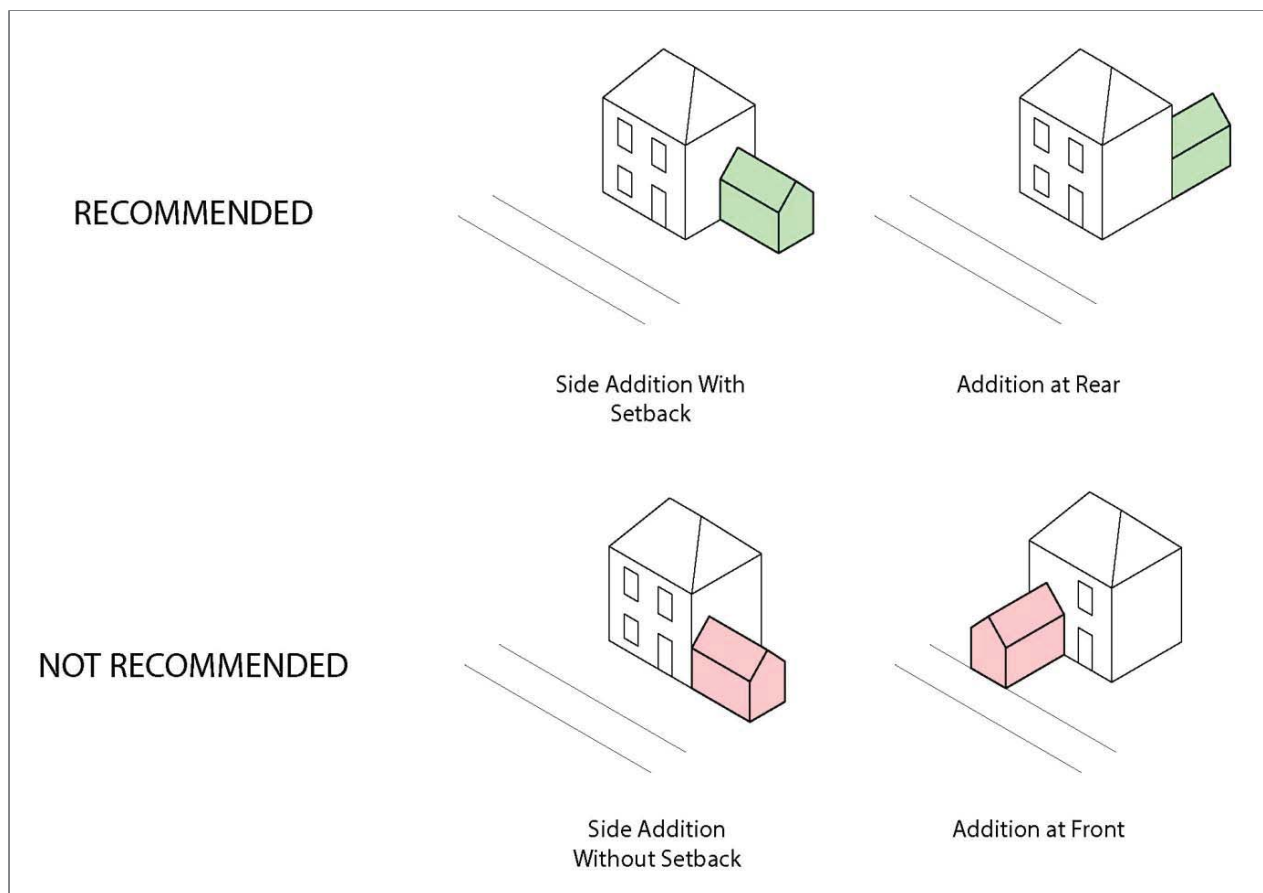 RECOMMENDED
Side Addition With
Setback
Addition at Rear
NOT RECOMMENDED
Side Addition
Without Setback
Addition at Front